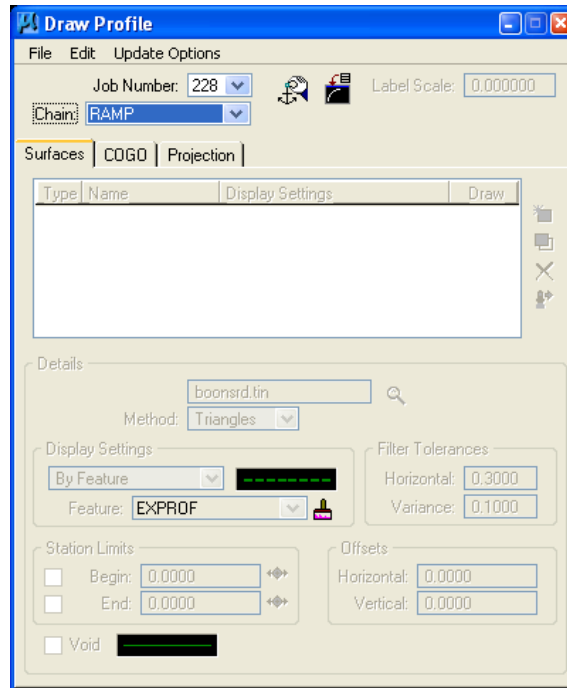 Draw Profile
File Edit Update Options
Job Number: 228 Label Scale: 0.000000
Chain: RAMP
Surfaces COGO Projection
Type Name Display Settings Draw
Details
boonsrd.tin
Method: Triangles
Display Settings Filter Tolerances
By Feature Horizontal: 0.3000
Feature: EXPROF Variance: 0.1000
Station Limits Offsets
Begin: 0.0000 Horizontal: 0.0000
End: 0.0000 Vertical: 0.0000
Void